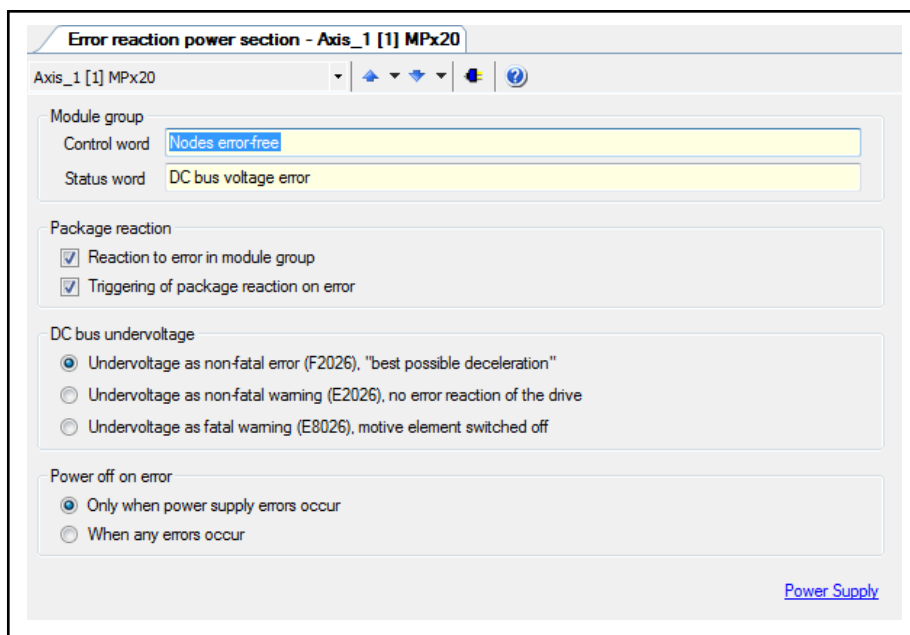 Error reaction power section - Axis_1 [1] MPx20
Axis_1 [1] MPx20
Module group
Control word Nodes error-free
Status word DC bus voltage error
Package reaction
Reaction to error in module group
Triggering of package reaction on error
DC bus undervoltage
Undervoltage as non-fatal error (F2026), "best possible deceleration"
Undervoltage as non-fatal warning (E2026), no error reaction of the drive
Undervoltage as fatal warning (E8026), motive element switched off
Power off on error
Only when power supply errors occur
When any errors occur
Power Supply